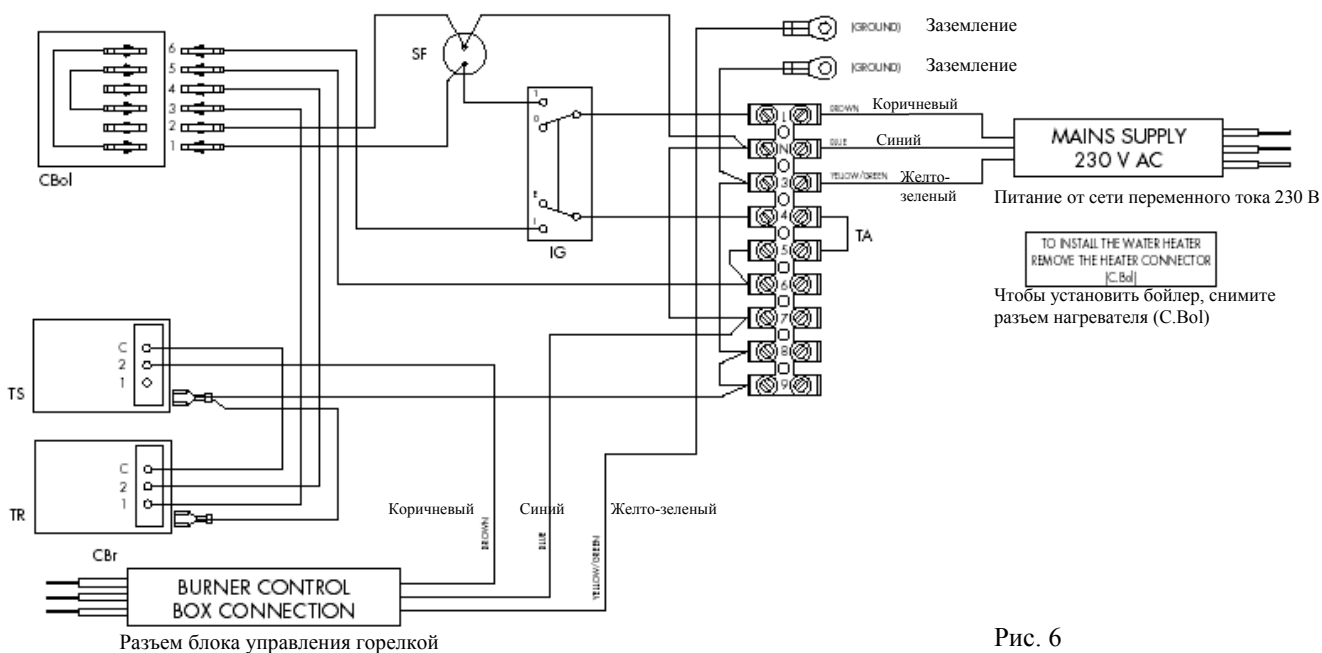 (GROUND) Заземление
(GROUND) Заземление
SF
6
5
4
3
2
1
CBol
1
0
E
1
IG
1
N
3
4
5
6
7
8
9
BROWN Коричневый
BLUE Синий
YELLOW/GREEN Желто-
зеленый
TA
MAINS SUPPLY
230 V AC
Питание от сети переменного тока 230 В
TO INSTALL THE WATER HEATER
REMOVE THE HEATER CONNECTOR
(C.Bol)
Чтобы установить бойлер, снимите
разъем нагревателя (C.Bol)
C
2
1
TS
C
2
1
TR
Коричневый
BROWN
Синий
BLUE
Желто-зеленый
YELLOW/GREEN
CBr
BURNER CONTROL
BOX CONNECTION
Разъем блока управления горелкой
Рис. 6